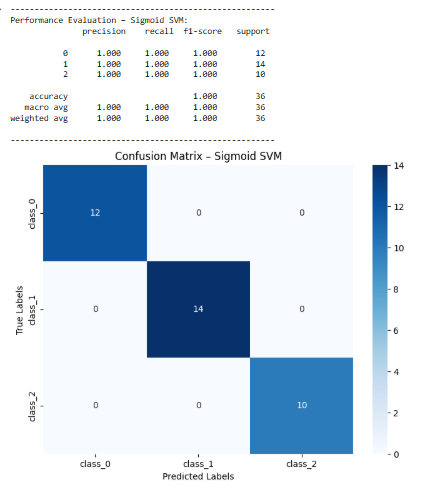 -----------------------------------------------
Performance Evaluation – Sigmoid SVM:
precision recall f1-score support
0 1.000 1.000 1.000 12
1 1.000 1.000 1.000 14
2 1.000 1.000 1.000 10
accuracy 1.000 36
macro avg 1.000 1.000 1.000 36
weighted avg 1.000 1.000 1.000 36
-----------------------------------------------
Confusion Matrix – Sigmoid SVM
True Labels
class_0
12 0 0
class_1
0 14 0
class_2
0 0 10
class_0 class_1 class_2
Predicted Labels
14
12
10
8
6
4
2
0